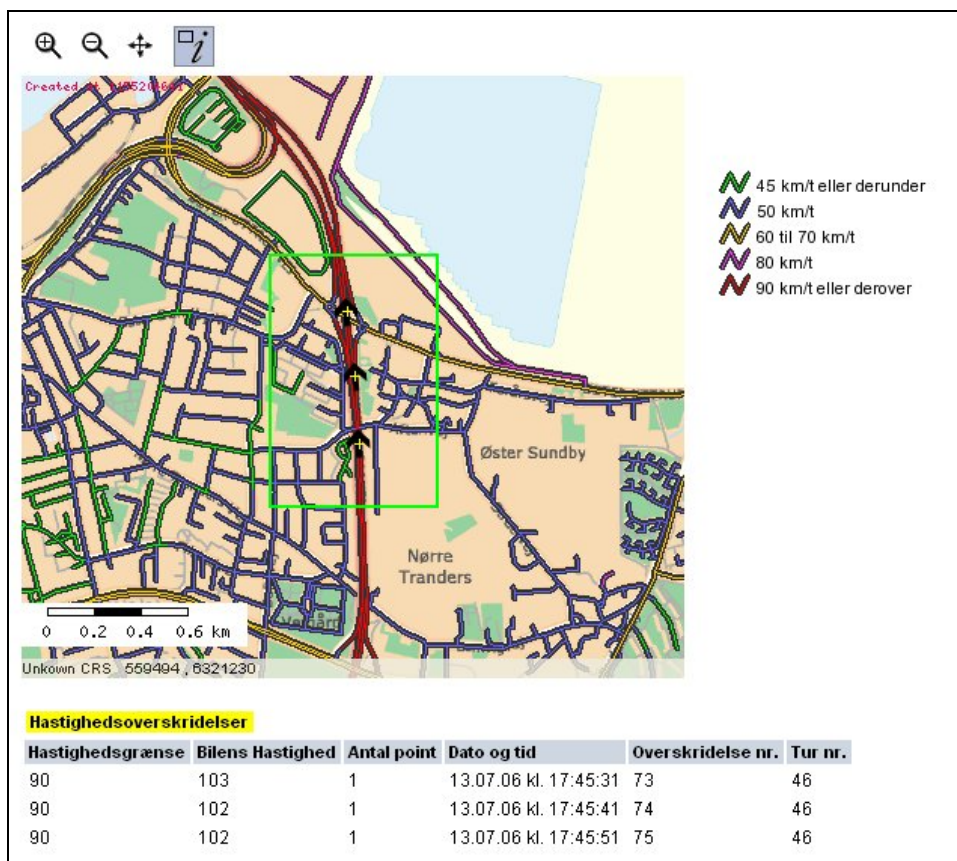 Created At
45 km/t eller derunder
50 km/t
60 til 70 km/t
80 km/t
90 km/t eller derover
Øster Sundby
Nørre
Tranders
0 0.2 0.4 0.6 km
Unkown CRS 559494 , 6321230
Hastighedsoverskridelser
Hastighedsgrænse Bilens Hastighed Antal point Dato og tid Overskridelse nr. Tur nr.
90 103 1 13.07.06 kl. 17:45:31 73 46
90 102 1 13.07.06 kl. 17:45:41 74 46
90 102 1 13.07.06 kl. 17:45:51 75 46